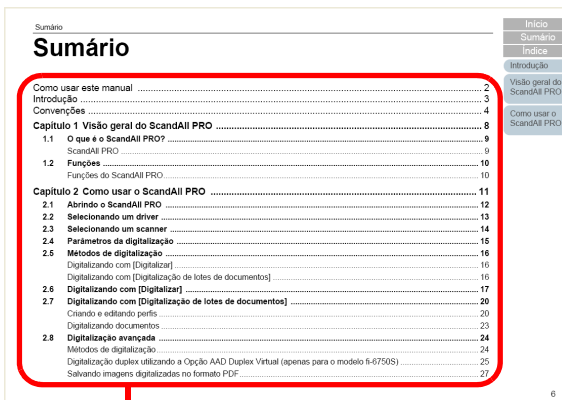 Sumário
Sumário
Como usar este manual ... 2
Introdução ... 3
Convenções ... 4
Capítulo 1 Visão geral do ScandAll PRO ... 8
1.1 O que é o ScandAll PRO? ... 9
ScandAll PRO ... 9
1.2 Funções ... 10
Funções do ScandAll PRO ... 10
Capítulo 2 Como usar o ScandAll PRO ... 11
2.1 Abrindo o ScandAll PRO ... 12
2.2 Selecionando um driver ... 13
2.3 Selecionando um scanner ... 14
2.4 Parâmetros da digitalização ... 15
2.5 Métodos de digitalização ... 16
Digitalizando com [Digitalizar] ... 16
Digitalizando com [Digitalização de lotes de documentos] ... 16
2.6 Digitalizando com [Digitalizar] ... 17
2.7 Digitalizando com [Digitalização de lotes de documentos] ... 20
Criando e editando perfis ... 20
Digitalizando documentos ... 23
2.8 Digitalização avançada ... 24
Métodos de digitalização ... 24
Digitalização duplex utilizando a Opção AAD Duplex Virtual (apenas para o modelo fi-6750S) ... 25
Salvando imagens digitalizadas no formato PDF ... 27
Início
Sumário
Índice
Introdução
Visão geral do
ScandAll PRO
Como usar o
ScandAll PRO
6